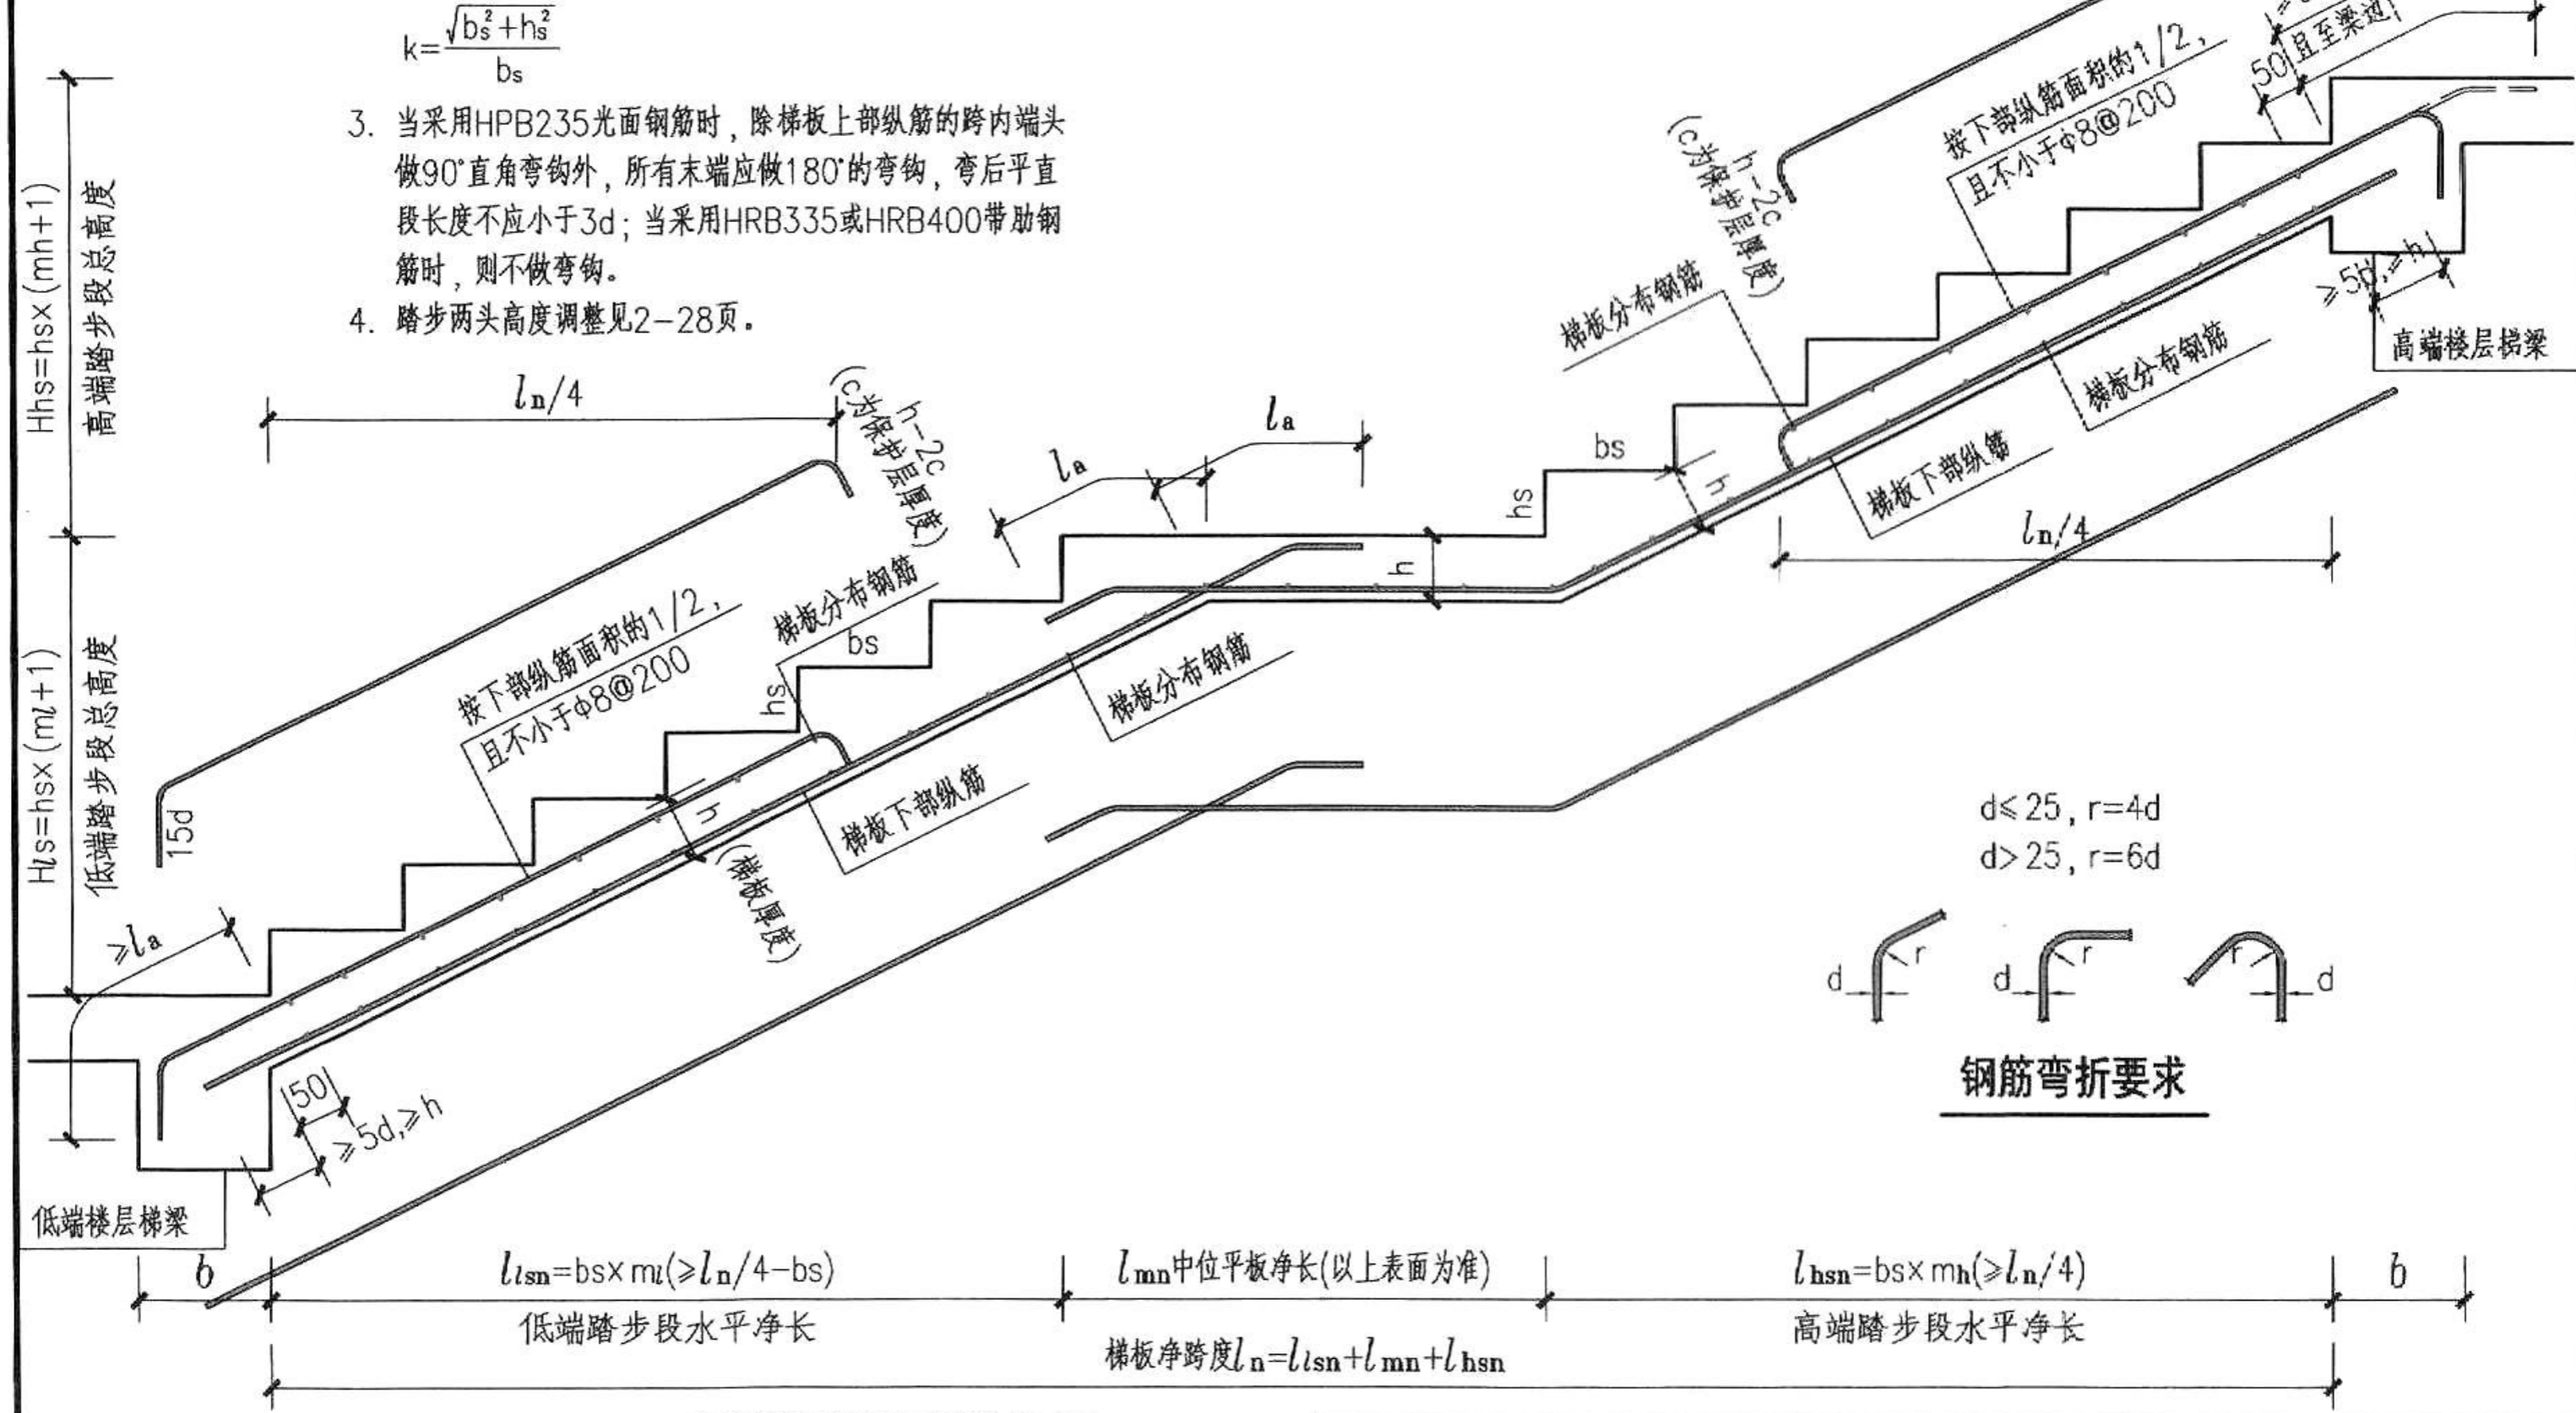 k=√(bs²+hs²)/bs
3. 当采用HPB235光面钢筋时，除梯板上部纵筋的跨内端头
做90°直角弯钩外，所有末端应做180°的弯钩，弯后平直
段长度不应小于3d；当采用HRB335或HRB400带肋钢
筋时，则不做弯钩。
4. 踏步两头高度调整见2-28页。
Hhs=hs×(mh+1)
高端踏步段总高度
Hls=hs×(ml+1)
低端踏步段总高度
ln/4
h-2c
(c为保护层厚度)
la
la
按下部纵筋面积的1/2，
且不小于ф8@200
梯板分布钢筋
bs
hs
15d
≥la
h
(梯板厚度)
梯板下部纵筋
梯板分布钢筋
h
50
≥5d,≥h
低端楼层梯梁
h-2c
(c为保护层厚度)
按下部纵筋面积的1/2，
且不小于ф8@200
50
且至梁边
梯板分布钢筋
bs
hs
h
梯板下部纵筋
梯板分布钢筋
≥5d,≥h
高端楼层梯梁
ln/4
d≤25，r=4d
d>25，r=6d
d r
d r
r d
钢筋弯折要求
b
llsn=bs×ml(≥ln/4-bs)
低端踏步段水平净长
lmn中位平板净长(以上表面为准)
lhsn=bs×mh(≥ln/4)
高端踏步段水平净长
b
梯板净跨度ln=llsn+lmn+lhsn